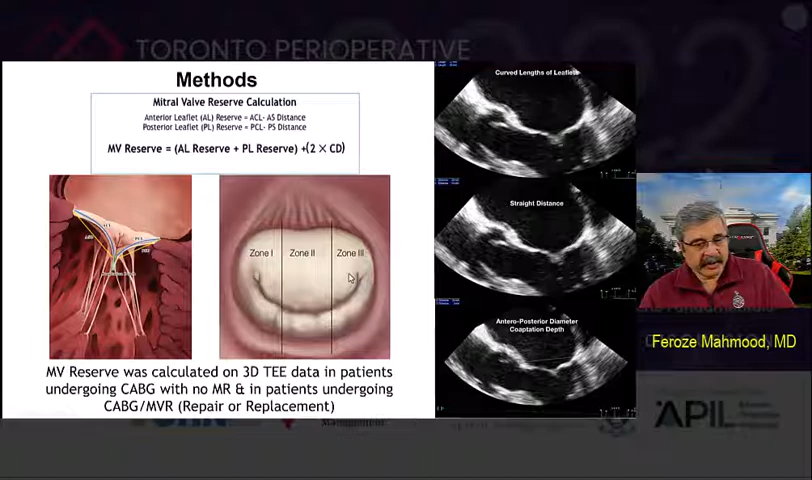 TORONTO PERIOPERATIVE
Methods
Mitral Valve Reserve Calculation
Anterior Leaflet (AL) Reserve = ACL- AS Distance
Posterior Leaflet (PL) Reserve = PCL- PS Distance
MV Reserve = (AL Reserve + PL Reserve) +(2 X CD)
Zone I
Zone II
Zone III
MV Reserve was calculated on 3D TEE data in patients
undergoing CABG with no MR & in patients undergoing
CABG/MVR (Repair or Replacement)
Curved Lengths of Leaflets
Straight Distance
Antero-Posterior Diameter
Coaptation Depth
Feroze Mahmood, MD
Management
APIL